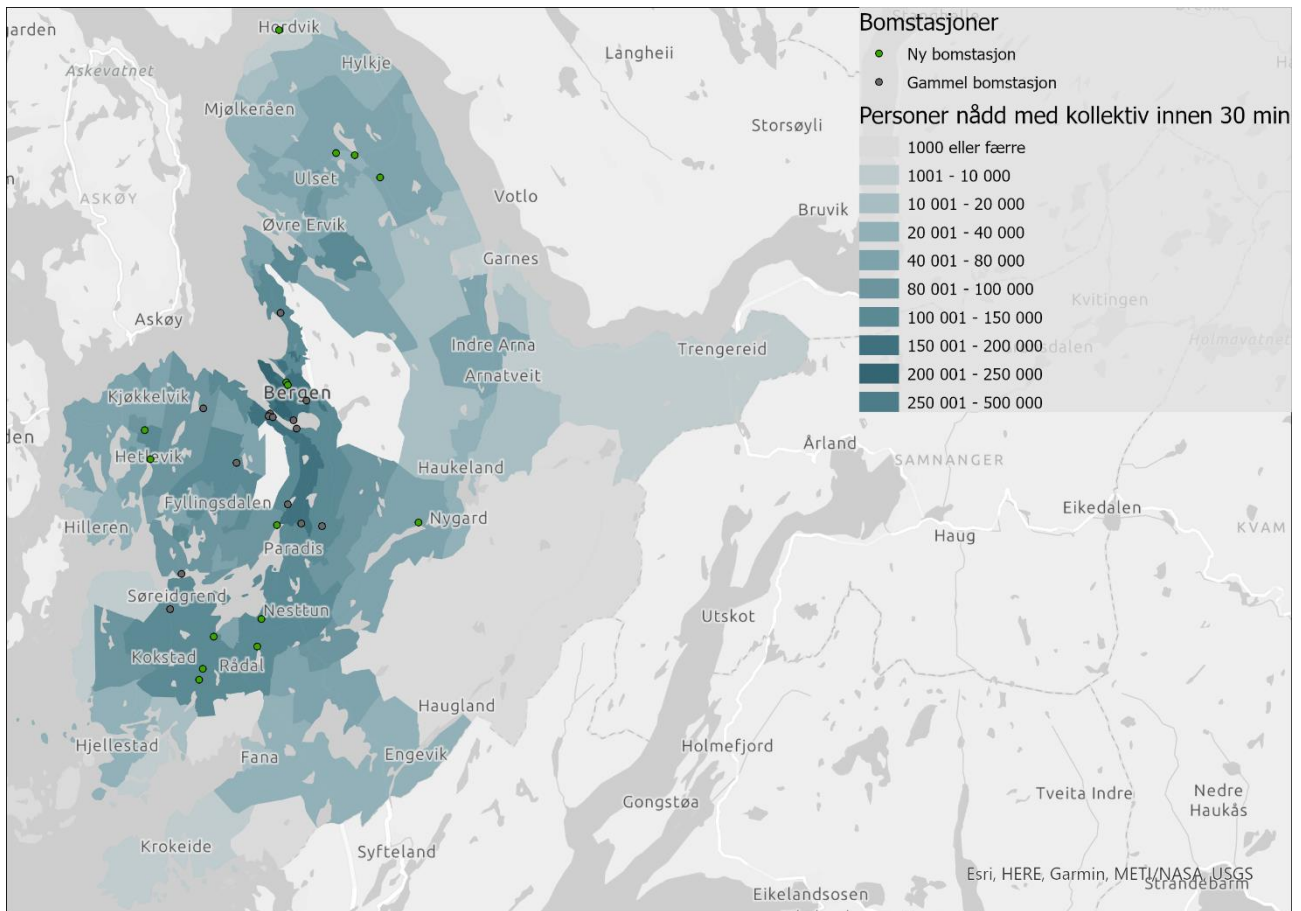 Bomstasjoner
Ny bomstasjon
Gammel bomstasjon
Personer nådd med kollektiv innen 30 min
1000 eller færre
1001 - 10 000
10 001 - 20 000
20 001 - 40 000
40 001 - 80 000
80 001 - 100 000
100 001 - 150 000
150 001 - 200 000
200 001 - 250 000
250 001 - 500 000
Hordvik
Hylkje
Langheii
Askevatnet
Mjølkeråen
Storsøyli
Ulset
ASKØY
Votlo
Bruvik
Øvre Ervik
Garnes
Kvitingen
Askøy
Indre Arna
Trengereid
Holmavatnet
Arnatveit
Kjøkkelvik
Bergen
Hetlevik
Haukeland
Årland
SAMNANGER
Fyllingsdalen
Hilleren
Nygard
Eikedalen
KVAM
Haug
Paradis
Søreidgrend
Nesttun
Utskot
Kokstad
Rådal
Haugland
Hjellestad
Fana
Engevik
Holmefjord
Gongstøa
Tveita Indre
Nedre
Haukås
Krokeide
Syfteland
Esri, HERE, Garmin, METI/NASA, USGS
Strandebarm
Eikelandsosen